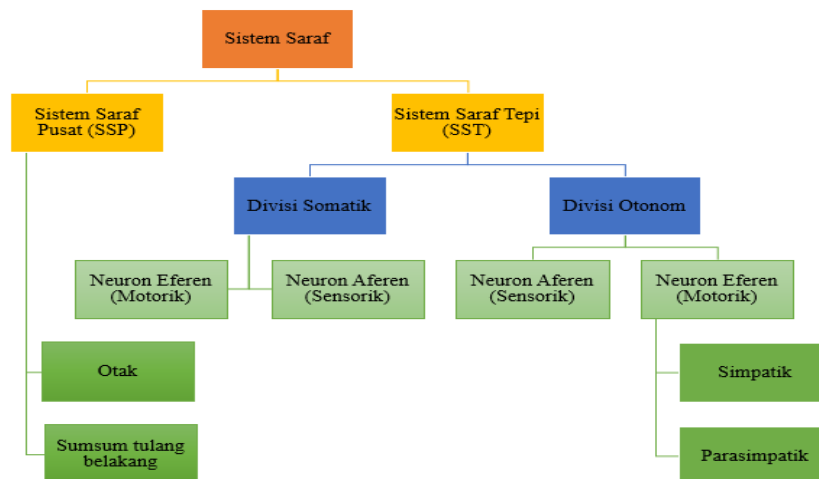 Sistem Saraf
Sistem Saraf
Pusat (SSP)
Sistem Saraf Tepi
(SST)
Divisi Somatik
Divisi Otonom
Neuron Eferen
(Motorik)
Neuron Aferen
(Sensorik)
Neuron Aferen
(Sensorik)
Neuron Eferen
(Motorik)
Otak
Simpatik
Sumsum tulang
belakang
Parasimpatik